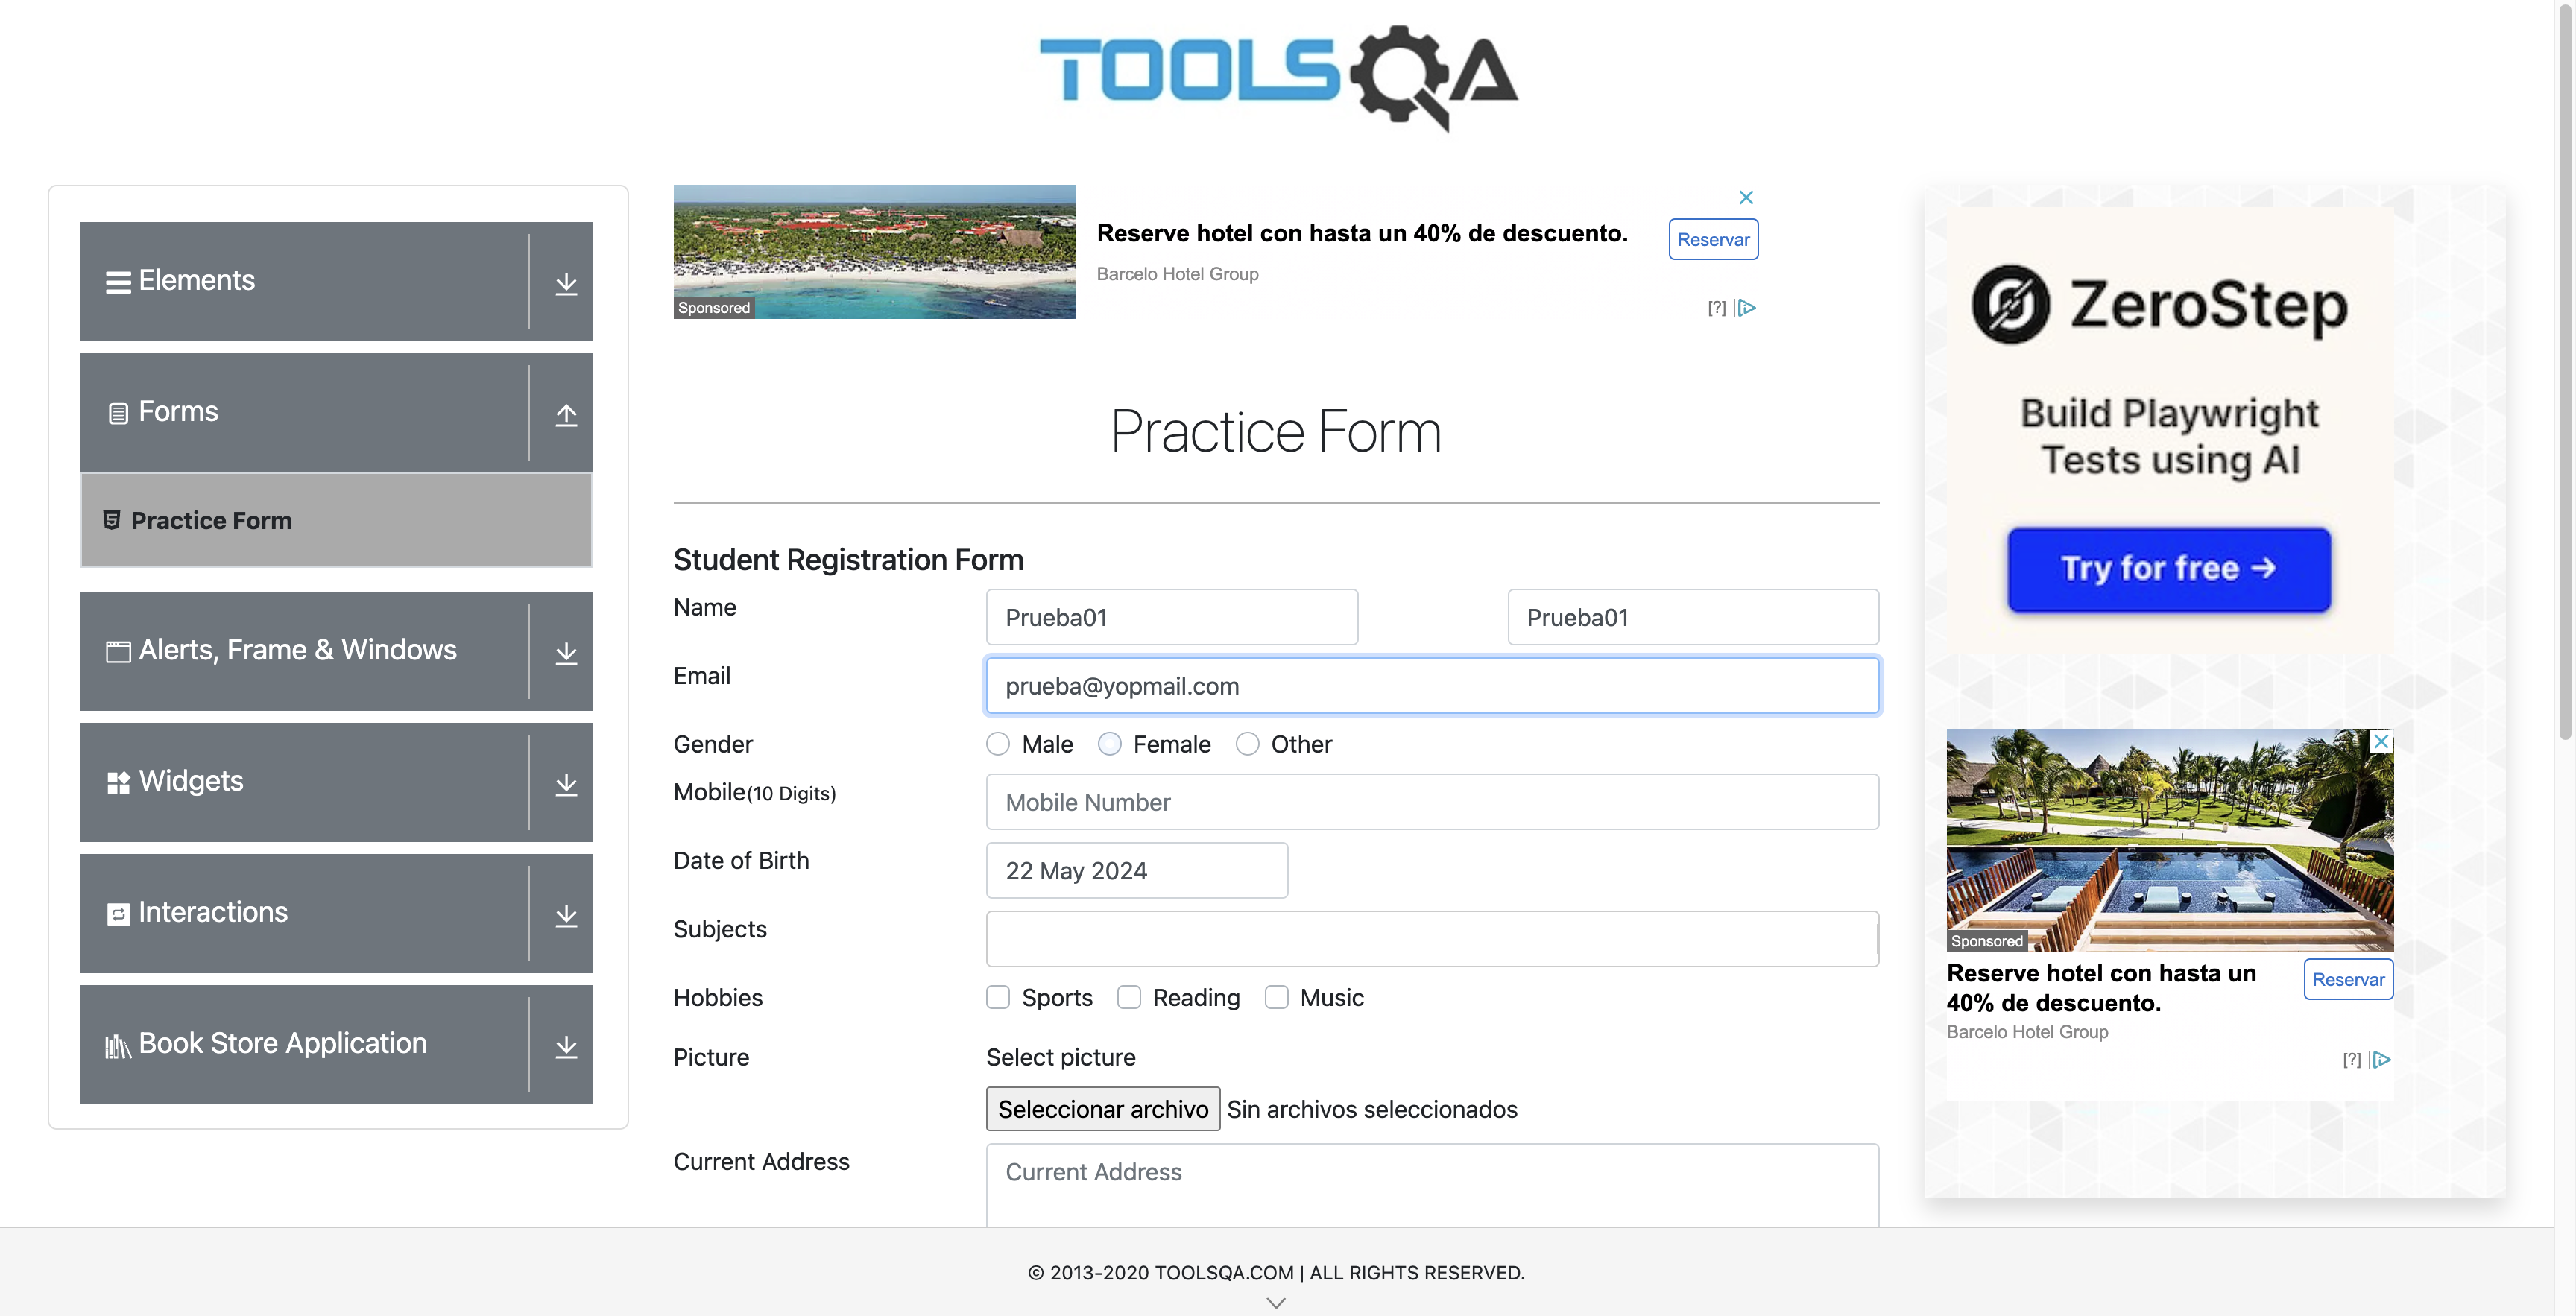 TOOLSQA
Elements
Forms
Practice Form
Alerts, Frame & Windows
Widgets
Interactions
Book Store Application
Sponsored
Reserve hotel con hasta un 40% de descuento.
Barcelo Hotel Group
Reservar
[?]
Practice Form
Student Registration Form
Name Prueba01 Prueba01
Email prueba@yopmail.com
Gender Male Female Other
Mobile(10 Digits) Mobile Number
Date of Birth 22 May 2024
Subjects
Hobbies Sports Reading Music
Picture Select picture
Seleccionar archivo Sin archivos seleccionados
Current Address Current Address
ZeroStep
Build Playwright
Tests using AI
Try for free →
Sponsored
Reserve hotel con hasta un
40% de descuento.
Reservar
Barcelo Hotel Group
[?]
© 2013-2020 TOOLSQA.COM | ALL RIGHTS RESERVED.